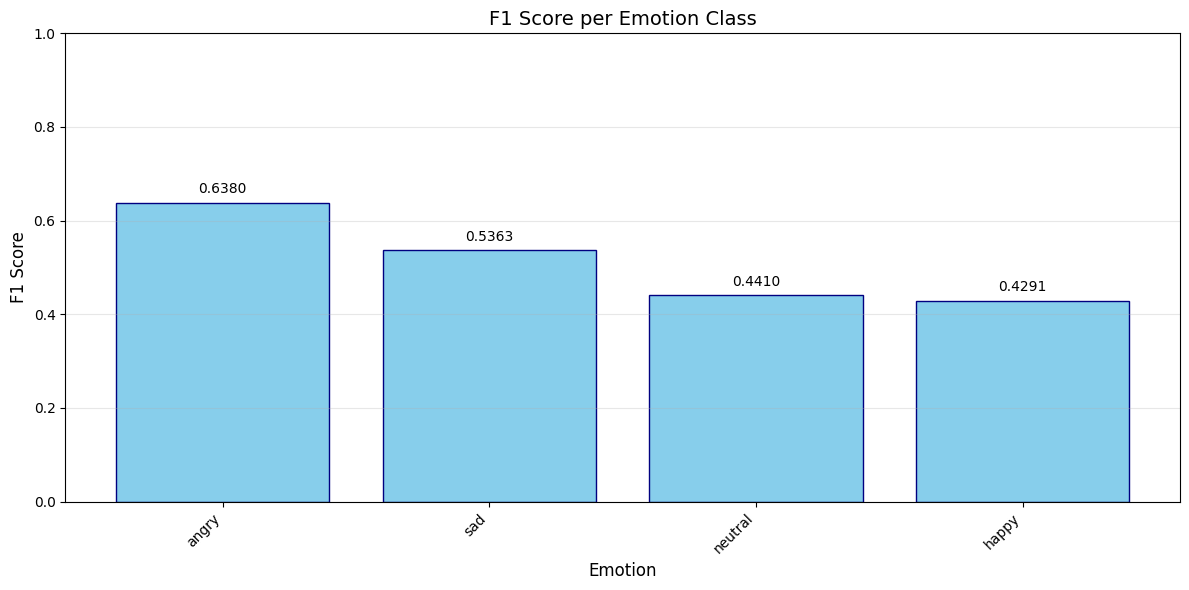 F1 Score per Emotion Class
F1 Score
1.0
0.8
0.6
0.4
0.2
0.0
0.6380
0.5363
0.4410
0.4291
angry
sad
neutral
happy
Emotion